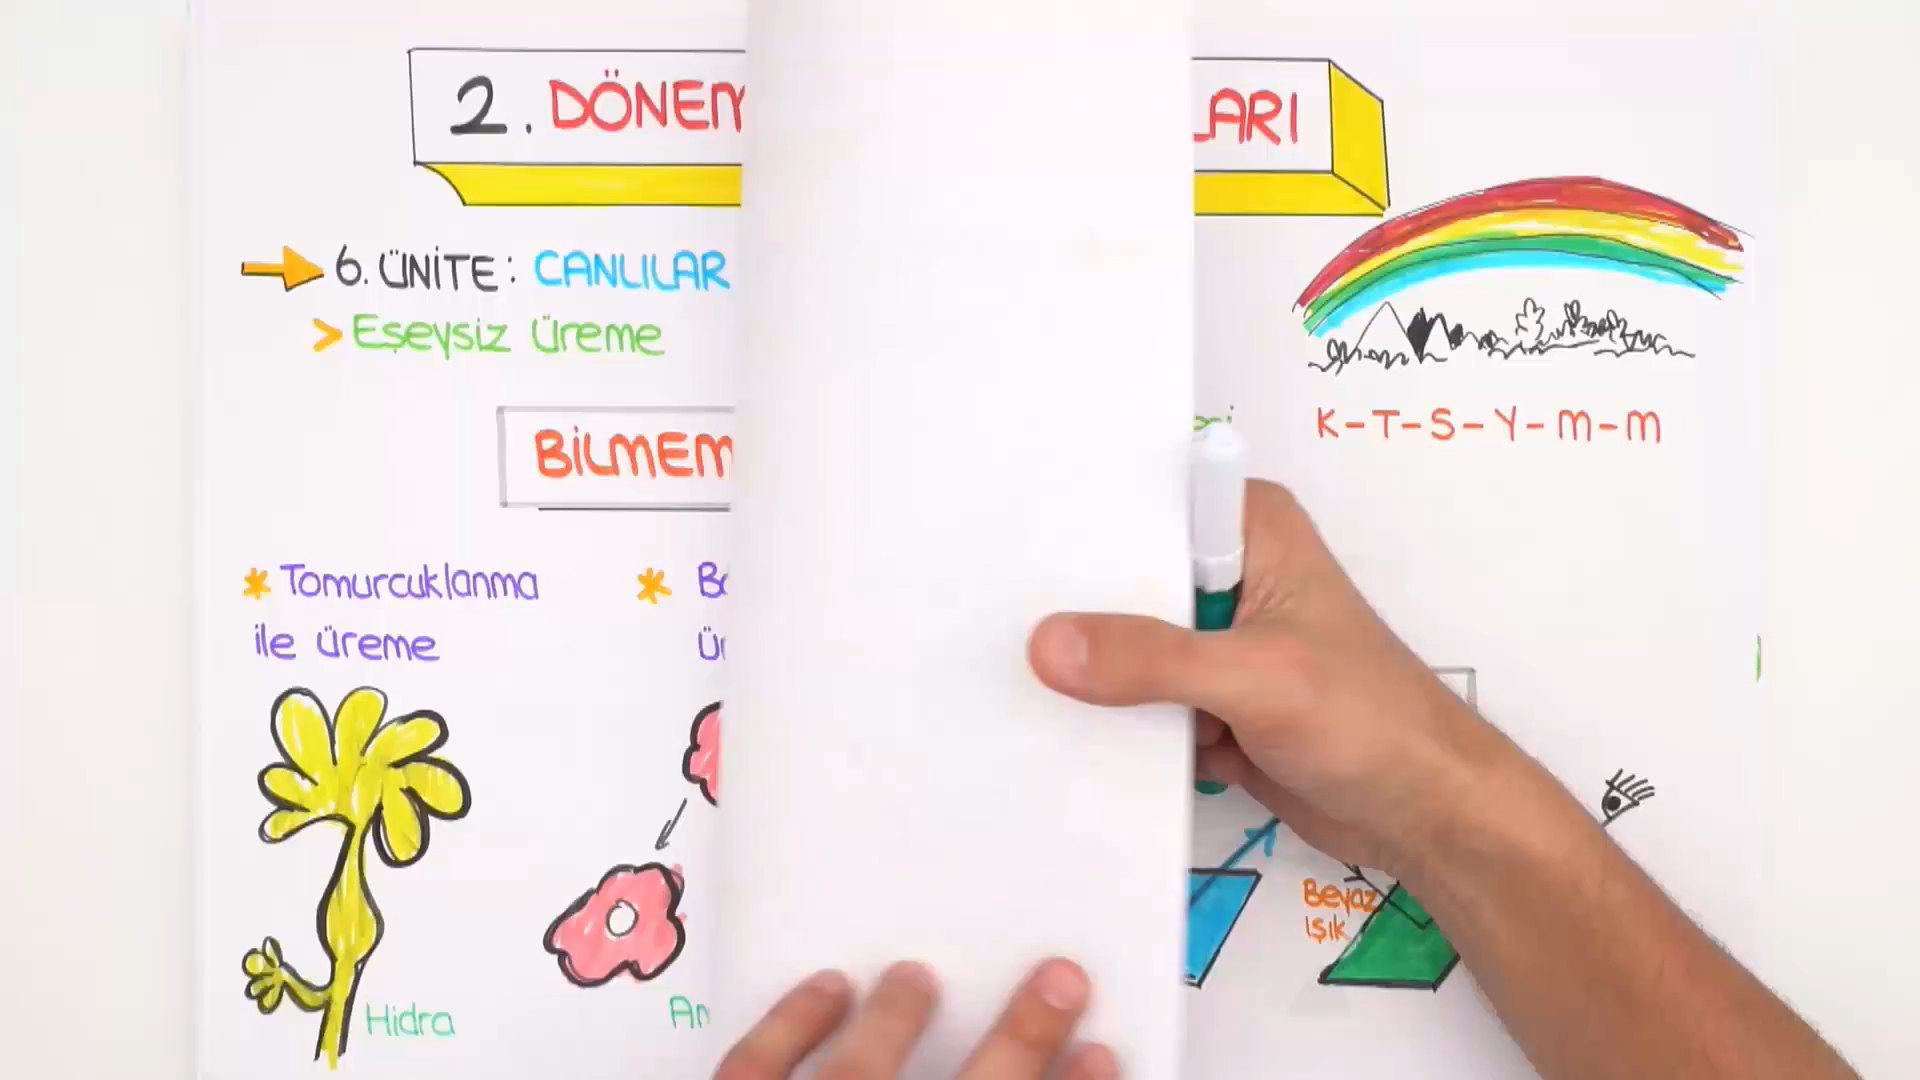 2. DÖNEM
LARI
6. ÜNİTE: CANLILAR
> Eşeysiz üreme
BİLMEM
K-T-S-Y-M-M
* Tomurcuklanma
ile üreme
*
Hidra
Beyaz
ışık